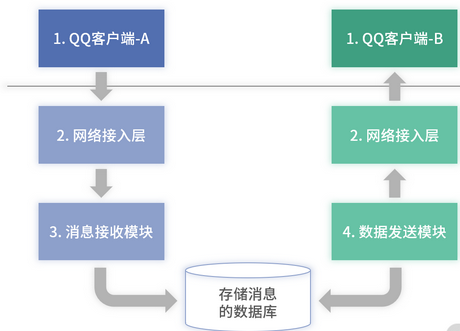 1. QQ客户端-A
1. QQ客户端-B
2. 网络接入层
2. 网络接入层
3. 消息接收模块
4. 数据发送模块
存储消息
的数据库